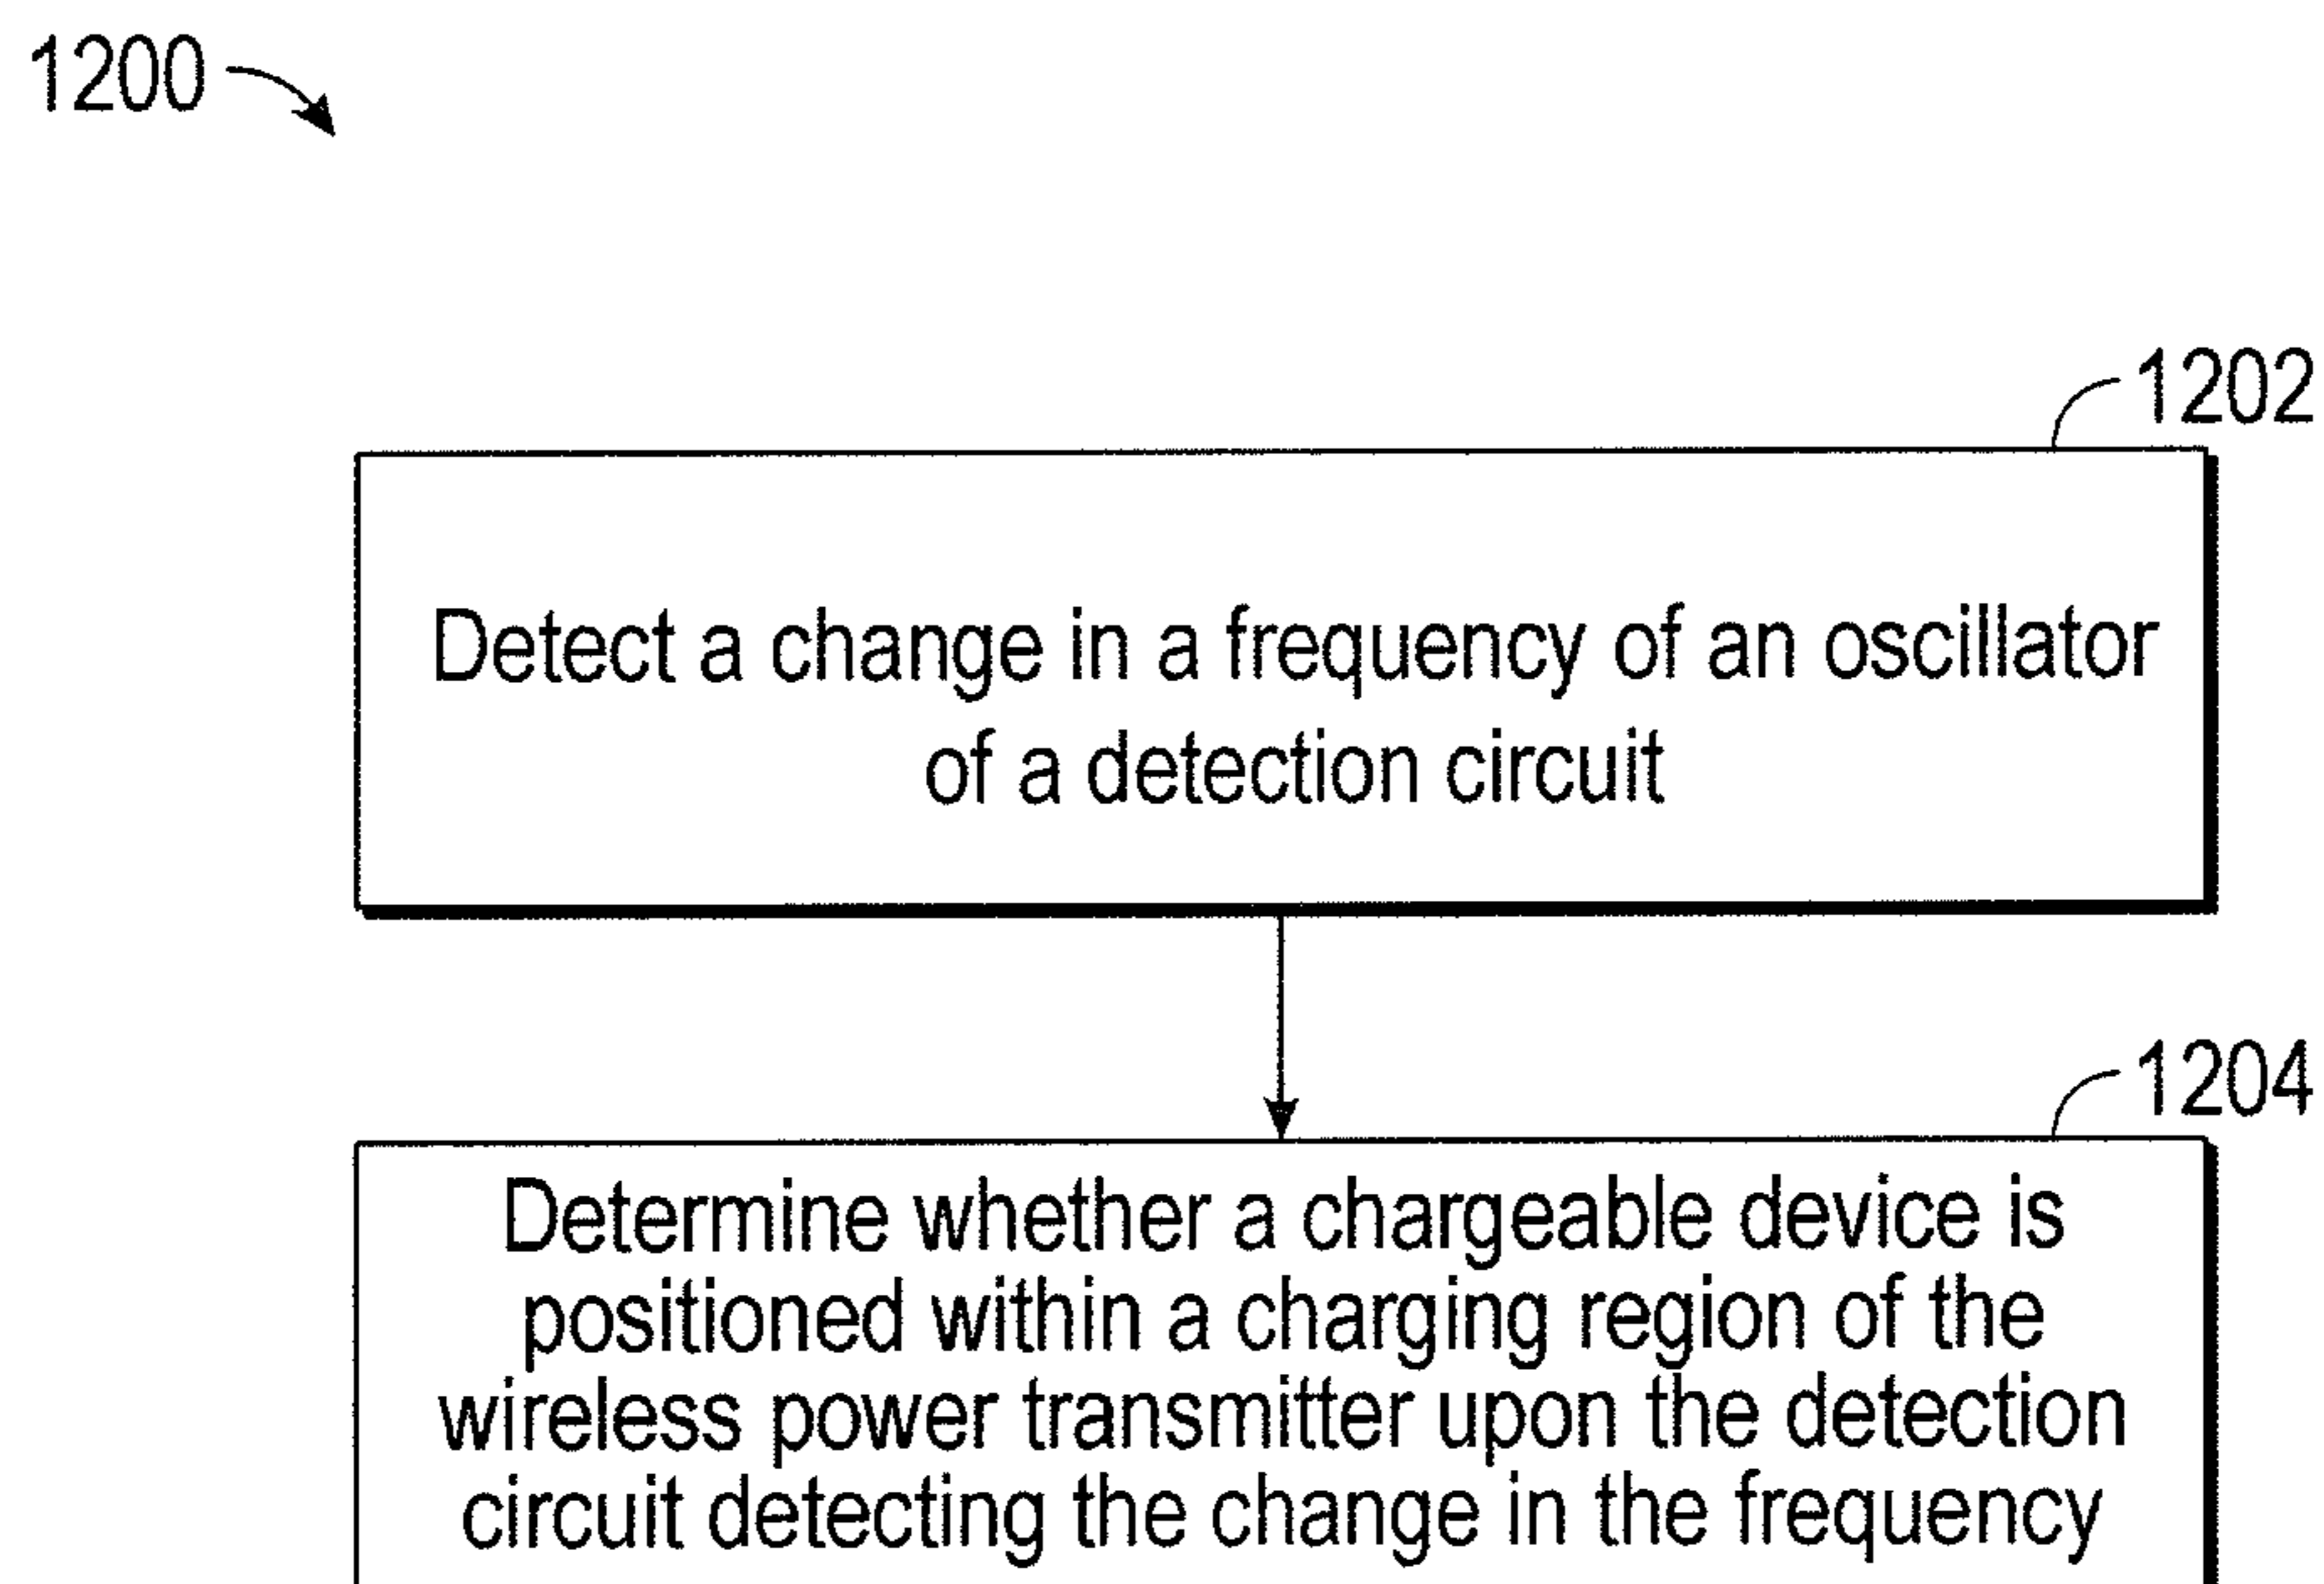 1200
1202
Detect a change in a frequency of an oscillator
of a detection circuit
1204
Determine whether a chargeable device is
positioned within a charging region of the
wireless power transmitter upon the detection
circuit detecting the change in the frequency